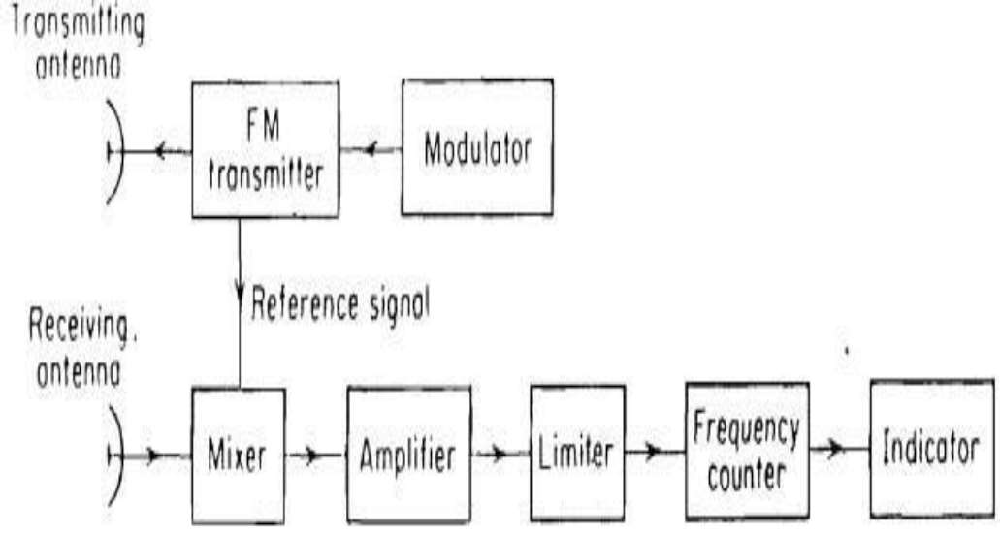 Transmitting
antenna
FM
transmitter
Modulator
Reference signal
Receiving.
antenna
Mixer
Amplifier
Limiter
Frequency
counter
Indicator